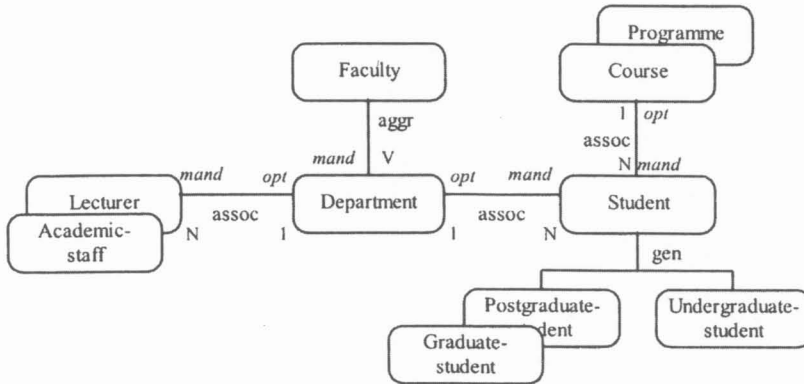 Programme
Faculty
Course
1 opt
aggr
assoc
mand V
N mand
mand opt
opt mand
Lecturer
Department
Student
assoc
assoc
Academic-
staff
N 1
1 N
gen
Postgraduate-
Undergraduate-
student
Graduate-
student